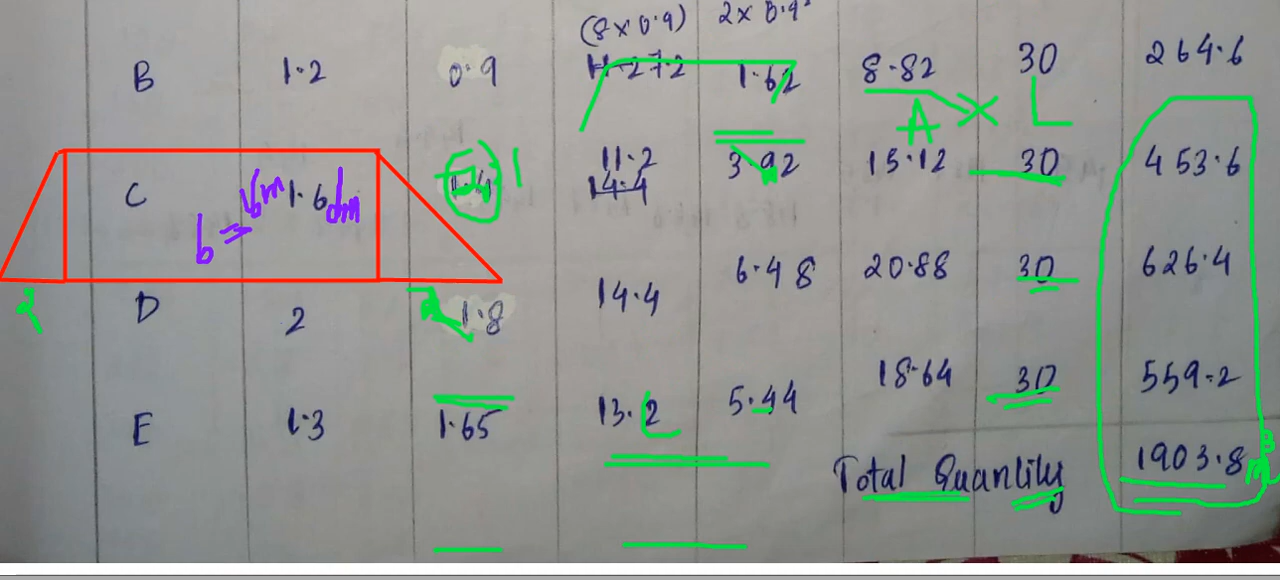 (8 x 0.9) 2 x 0.9²
B 1.2 0.9 7.2 1.62 8.82 30 264.6
A x L
C 1.6 1.4 11.2 3.92 15.12 30 453.6
14.4
b =
D 2 1.8 14.4 6.48 20.88 30 626.4
E 1.3 1.65 13.2 5.44 18.64 30 559.2
Total Quantity 1903.8